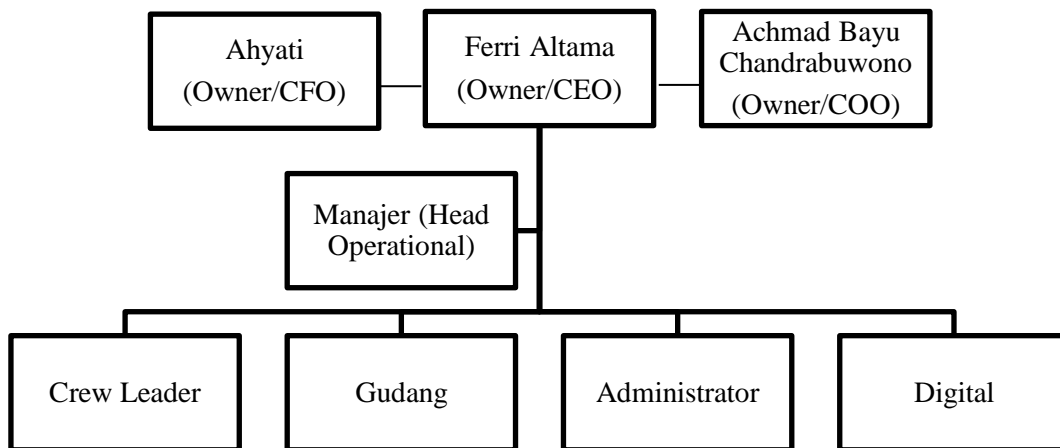 Ahyati
(Owner/CFO)
Ferri Altama
(Owner/CEO)
Achmad Bayu
Chandrabuwono
(Owner/COO)
Manajer (Head
Operational)
Crew Leader
Gudang
Administrator
Digital